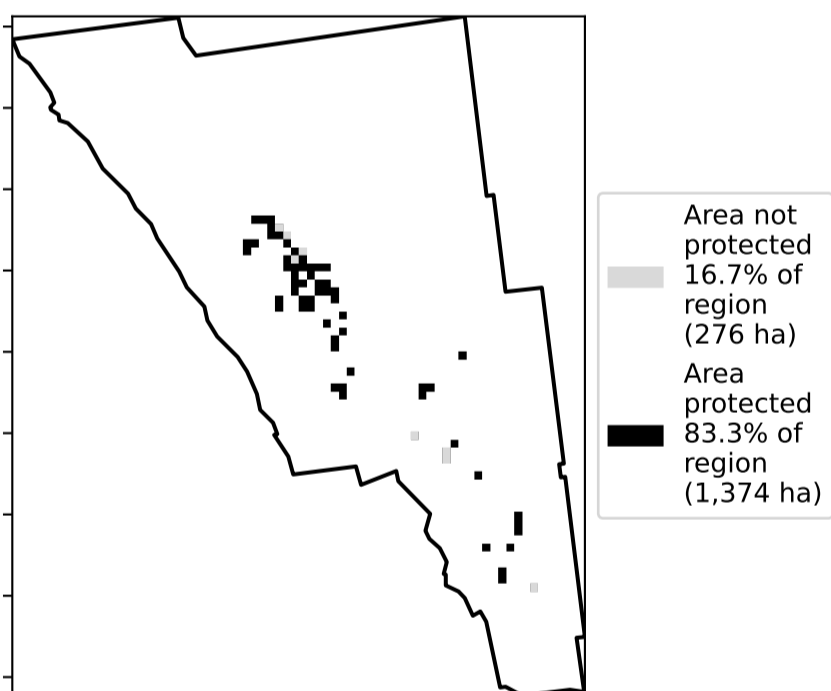 Area not
protected
16.7% of
region
(276 ha)
Area
protected
83.3% of
region
(1,374 ha)